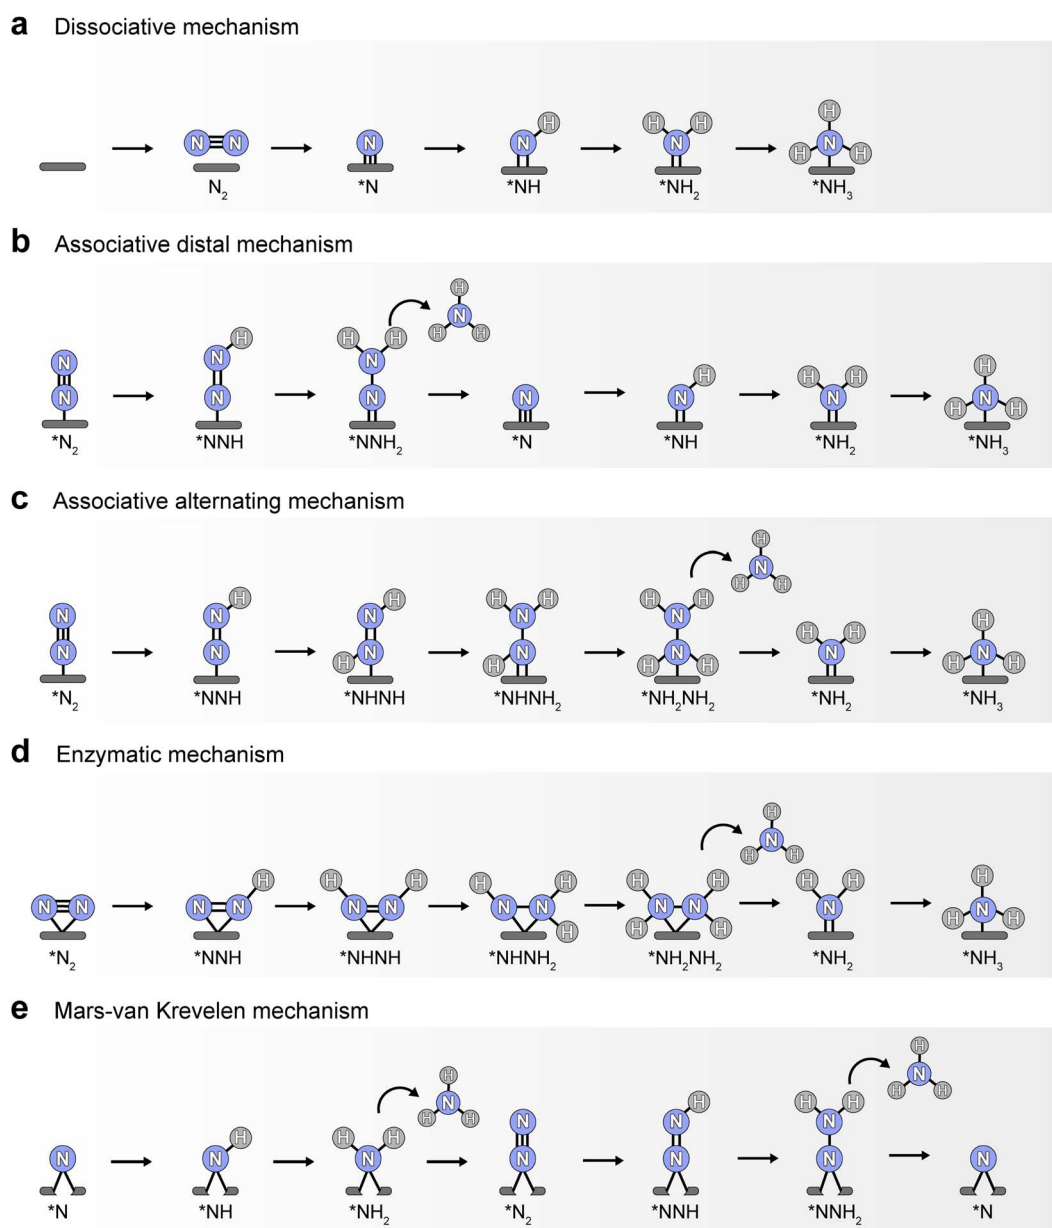 a Dissociative mechanism
N N N N H H N H H H N H
N₂ *N *NH *NH₂ *NH₃
b Associative distal mechanism
H N H H
N N H H N H N H H H N H
N N N
*N₂ *NNH *NNH₂ *N *NH *NH₂ *NH₃
c Associative alternating mechanism
H N H H
N N H N H H N H H N H H H N H
N N H N H N H N H
*N₂ *NNH *NHNH *NHNH₂ *NH₂NH₂ *NH₂ *NH₃
d Enzymatic mechanism
H N H H
N N N N H H N N H H N N H H H N N H H H H N H H N H H
*N₂ *NNH *NHNH *NHNH₂ *NH₂NH₂ *NH₂ *NH₃
e Mars-van Krevelen mechanism
H N H H H N H H
N N H H N H N N N N H H N H N N
*N *NH *NH₂ *N₂ *NNH *NNH₂ *N